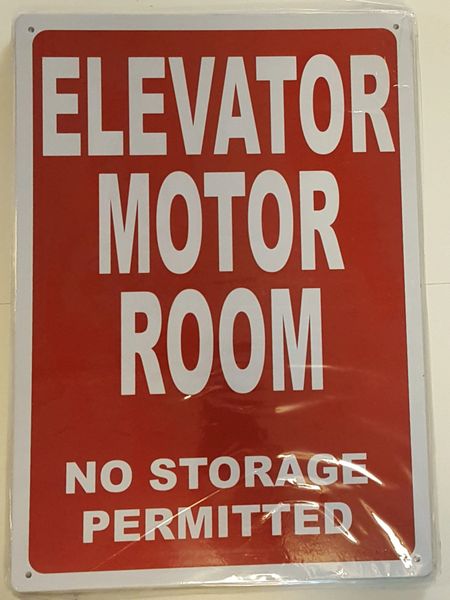 ELEVATOR
MOTOR
ROOM
NO STORAGE
PERMITTED